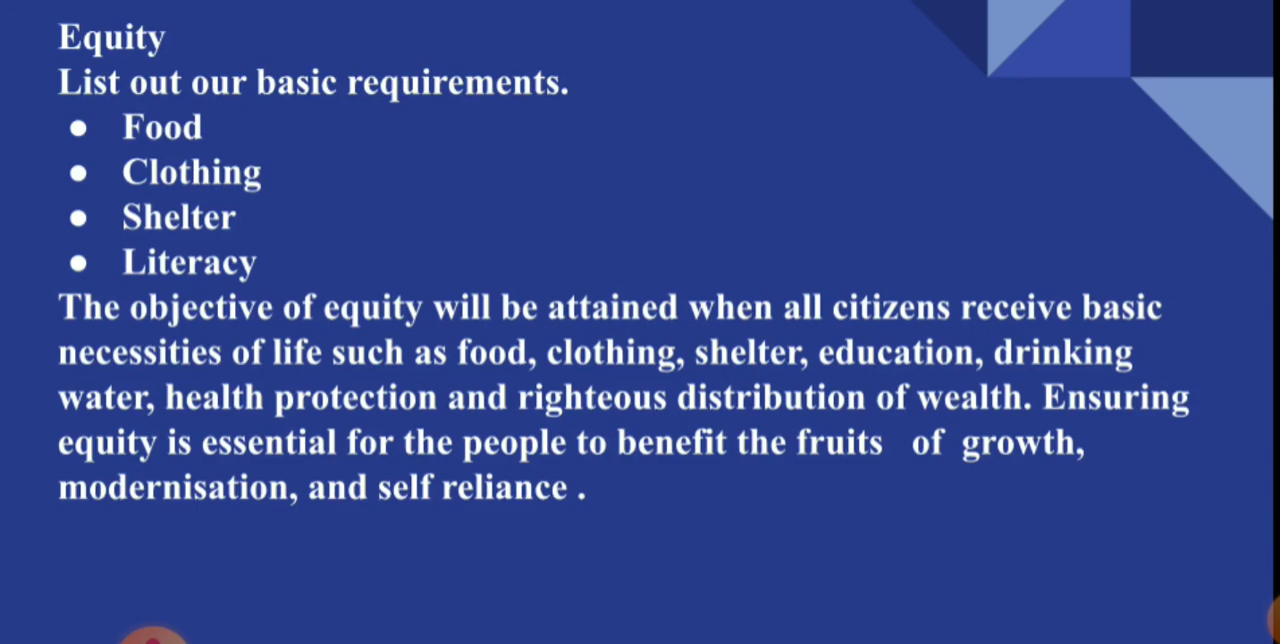 Equity
List out our basic requirements.
● Food
● Clothing
● Shelter
● Literacy
The objective of equity will be attained when all citizens receive basic
necessities of life such as food, clothing, shelter, education, drinking
water, health protection and righteous distribution of wealth. Ensuring
equity is essential for the people to benefit the fruits of growth,
modernisation, and self reliance .